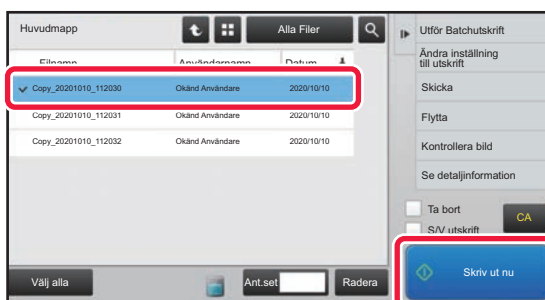 Huvudmapp
Alla Filer
Filnamn Användarnamn Datum
Copy_20201010_112030 Okänd Användare 2020/10/10
Copy_20201010_112031 Okänd Användare 2020/10/10
Copy_20201010_112032 Okänd Användare 2020/10/10
Välj alla
Ant.set
Radera
Utför Batchutskrift
Ändra inställning
till utskrift
Skicka
Flytta
Kontrollera bild
Se detaljinformation
Ta bort
S/V utskrift
CA
Skriv ut nu